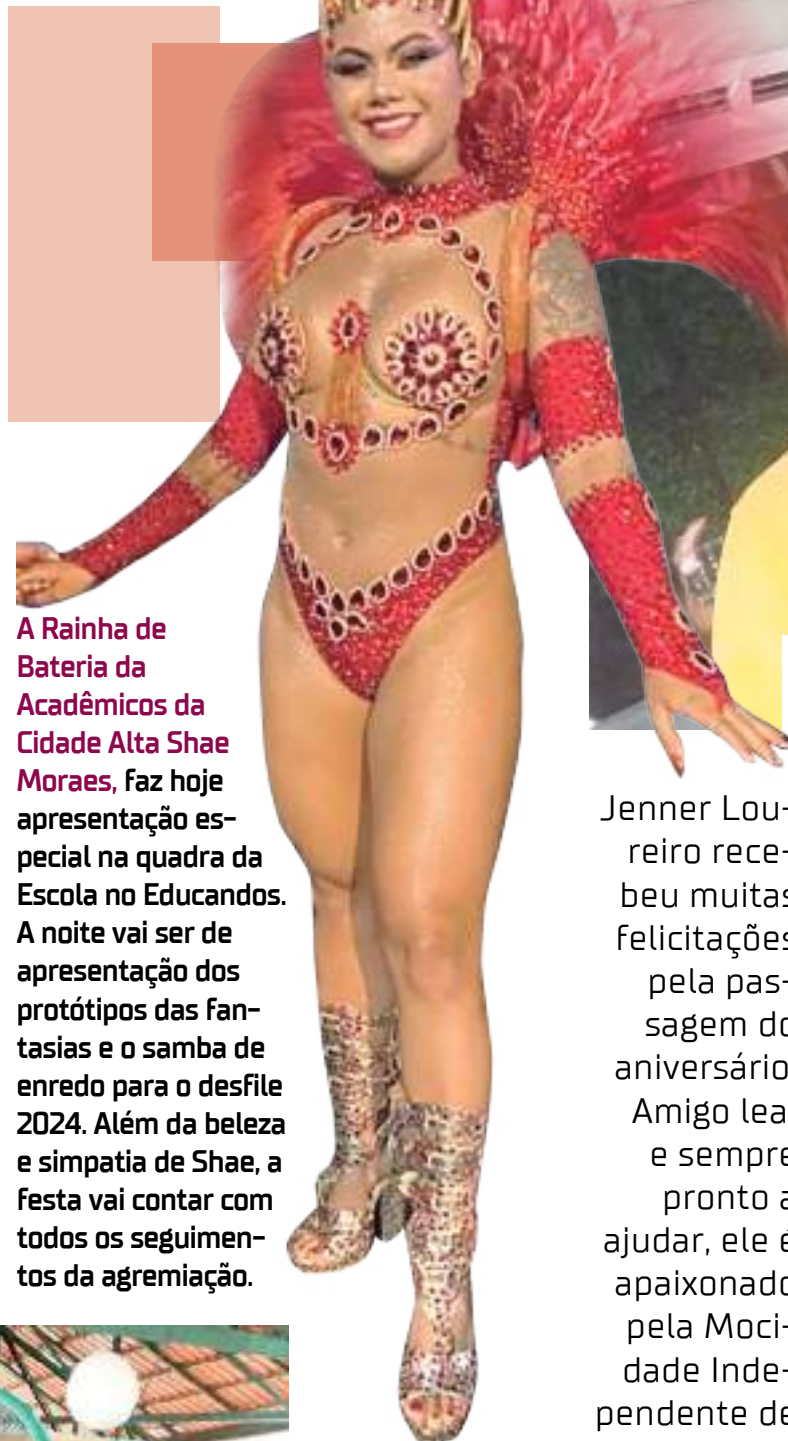 A Rainha de
Bateria da
Acadêmicos da
Cidade Alta Shae
Moraes, faz hoje
apresentação es-
pecial na quadra da
Escola no Educandos.
A noite vai ser de
apresentação dos
protótipos das fan-
tasias e o samba de
enredo para o desfile
2024. Além da beleza
e simpatia de Shae, a
festa vai contar com
todos os seguimen-
tos da agremiação.
Jenner Lou-
reiro rece-
beu muitas
felicitações
pela pas-
sagem do
aniversário
Amigo lea
e sempre
pronto a
ajudar, ele é
apaixonado
pela Moci-
dade Inde-
pendente de